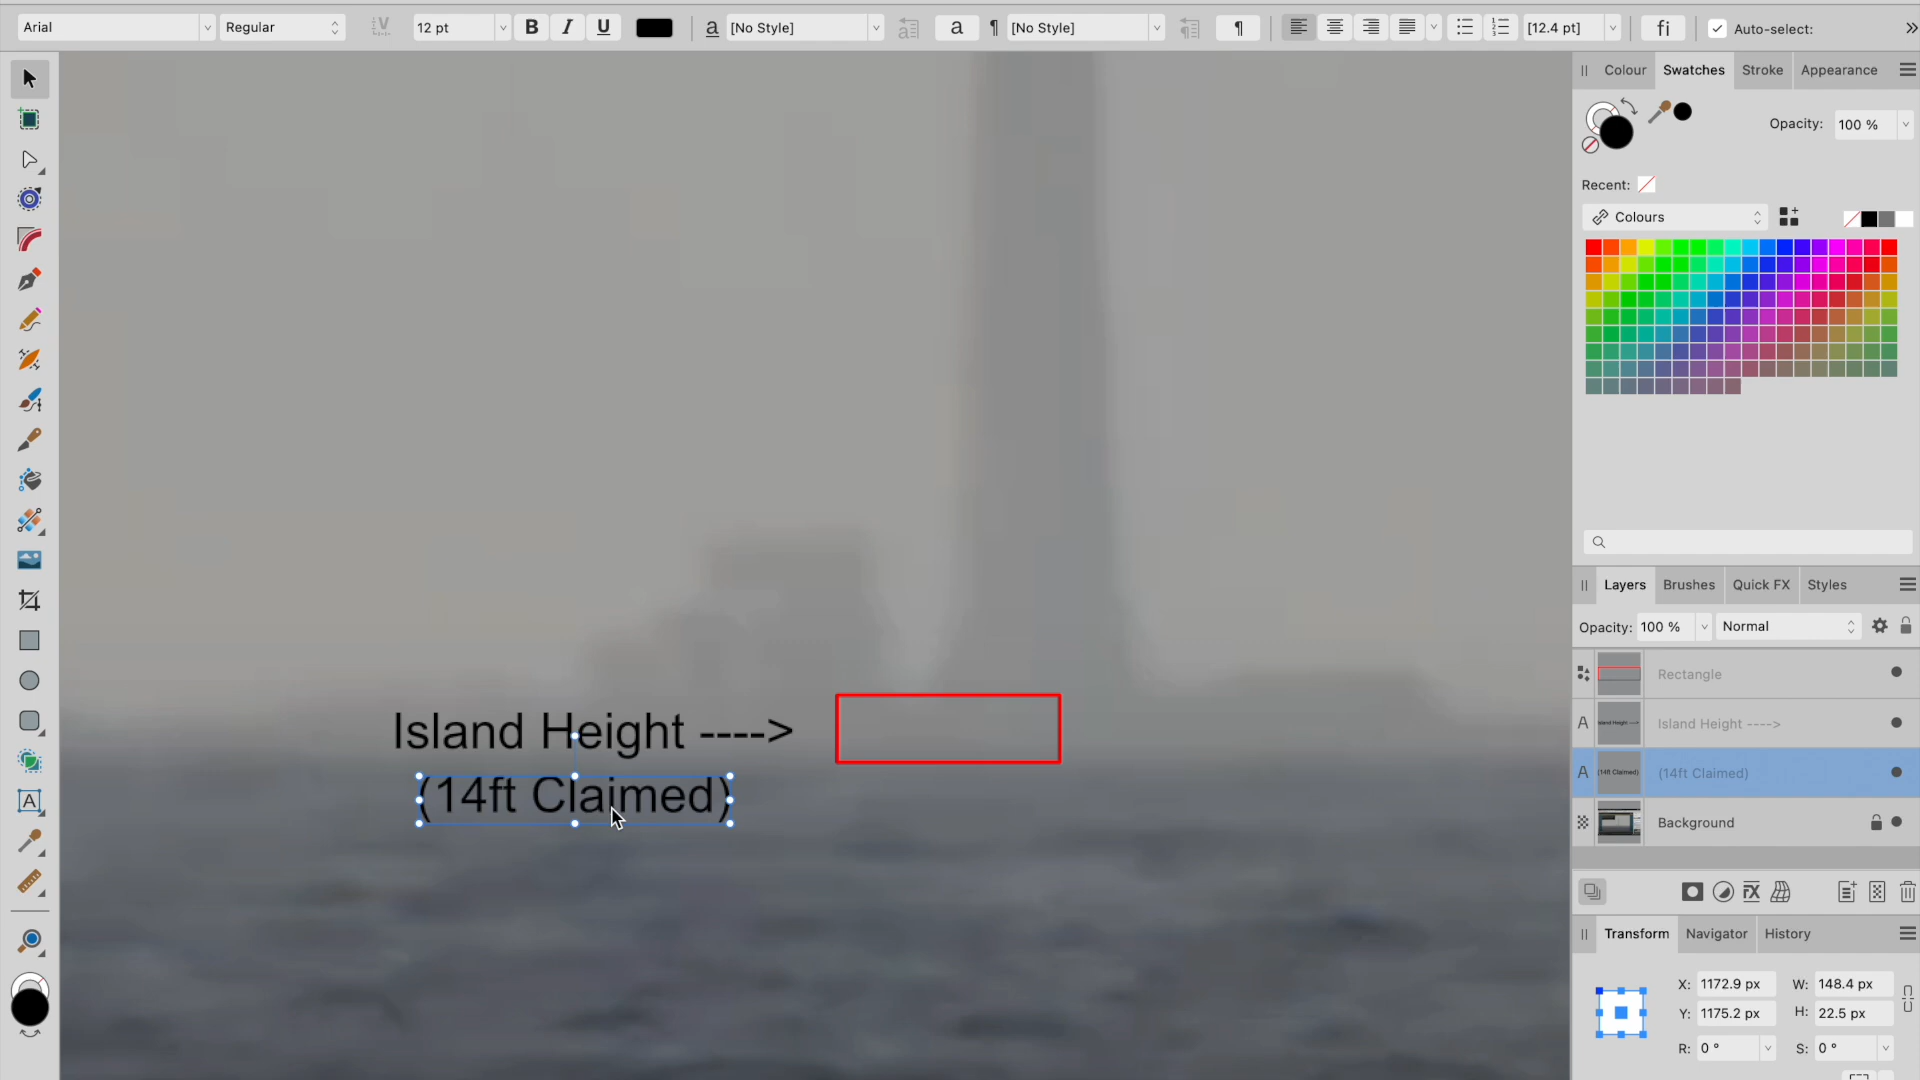 Arial
Regular
12 pt
B I U
a [No Style]
a ¶ [No Style]
¶
[12.4 pt]
fi
Auto-select:
Colour Swatches Stroke Appearance
Opacity: 100 %
Recent:
Colours
Island Height ---->
(14ft Claimed)
Layers Brushes Quick FX Styles
Opacity: 100 % Normal
Rectangle
A Island Height ---->
A (14ft Claimed) (14ft Claimed)
Background
A
Transform Navigator History
X: 1172.9 px W: 148.4 px
Y: 1175.2 px H: 22.5 px
R: 0 ° S: 0 °